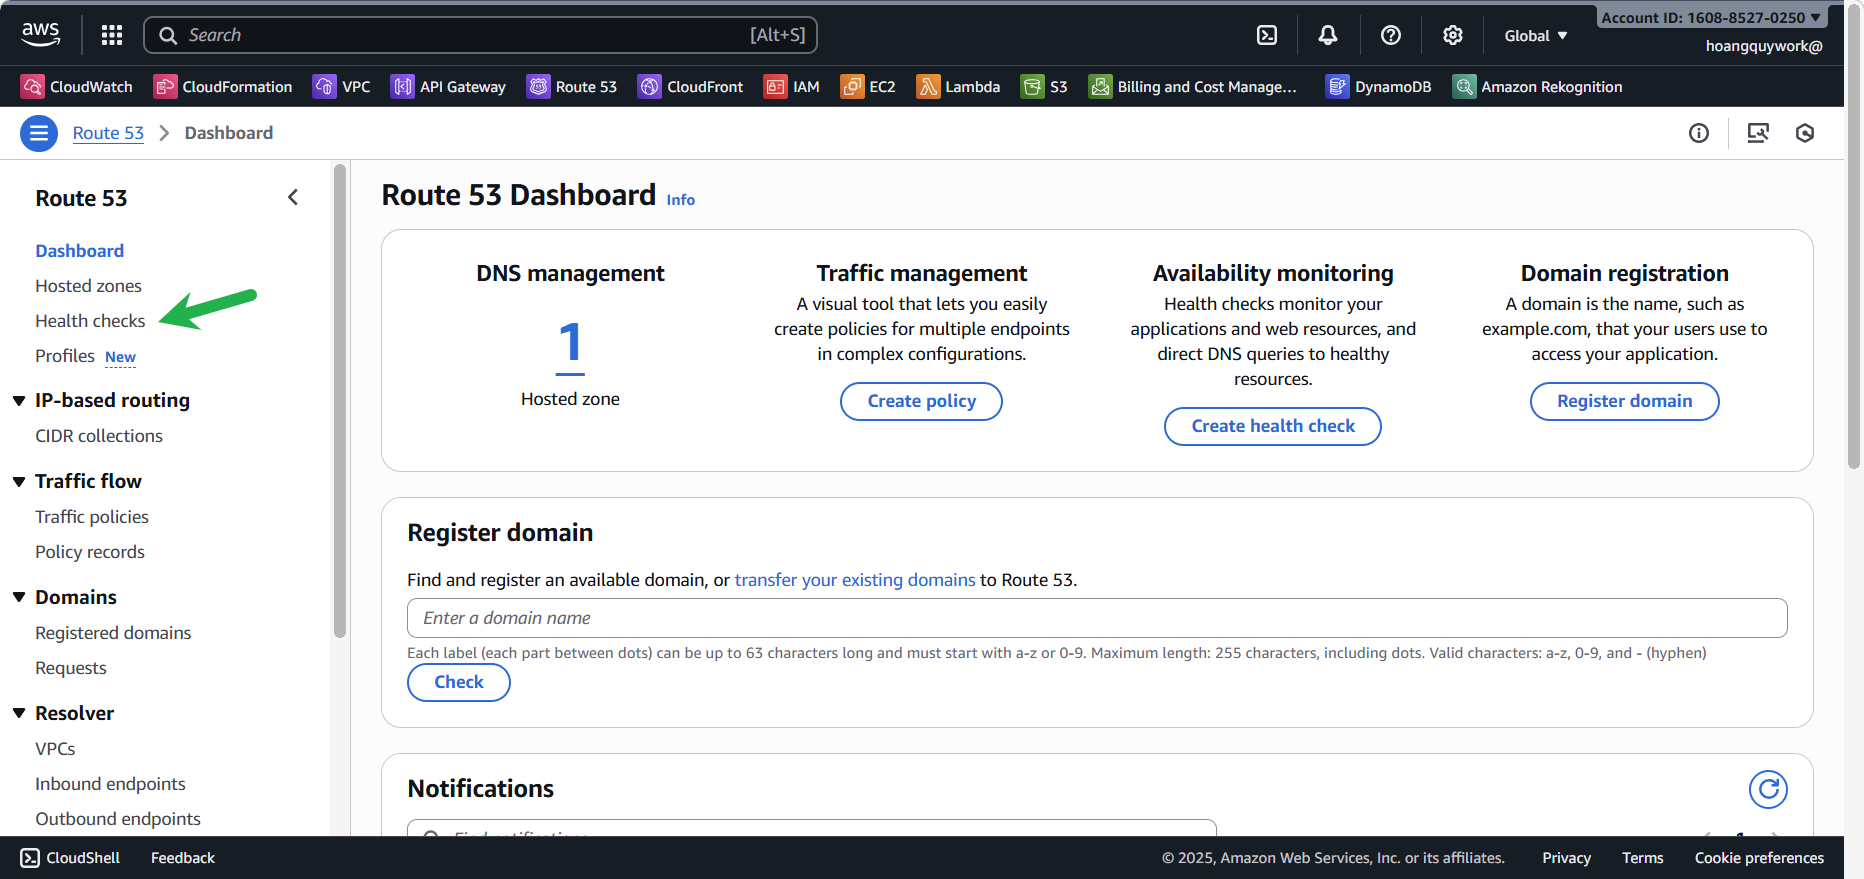 aws
Search
[Alt+S]
Global
Account ID: 1608-8527-0250
hoangquywork@
CloudWatch
CloudFormation
VPC
API Gateway
Route 53
CloudFront
IAM
EC2
Lambda
S3
Billing and Cost Manage...
DynamoDB
Amazon Rekognition
Route 53
Dashboard
Route 53
Dashboard
Hosted zones
Health checks
Profiles New
IP-based routing
CIDR collections
Traffic flow
Traffic policies
Policy records
Domains
Registered domains
Requests
Resolver
VPCs
Inbound endpoints
Outbound endpoints
Route 53 Dashboard Info
DNS management
1
Hosted zone
Traffic management
A visual tool that lets you easily
create policies for multiple endpoints
in complex configurations.
Create policy
Availability monitoring
Health checks monitor your
applications and web resources, and
direct DNS queries to healthy
resources.
Create health check
Domain registration
A domain is the name, such as
example.com, that your users use to
access your application.
Register domain
Register domain
Find and register an available domain, or transfer your existing domains to Route 53.
Enter a domain name
Each label (each part between dots) can be up to 63 characters long and must start with a-z or 0-9. Maximum length: 255 characters, including dots. Valid characters: a-z, 0-9, and - (hyphen)
Check
Notifications
Find notifications
1
CloudShell
Feedback
© 2025, Amazon Web Services, Inc. or its affiliates.
Privacy
Terms
Cookie preferences